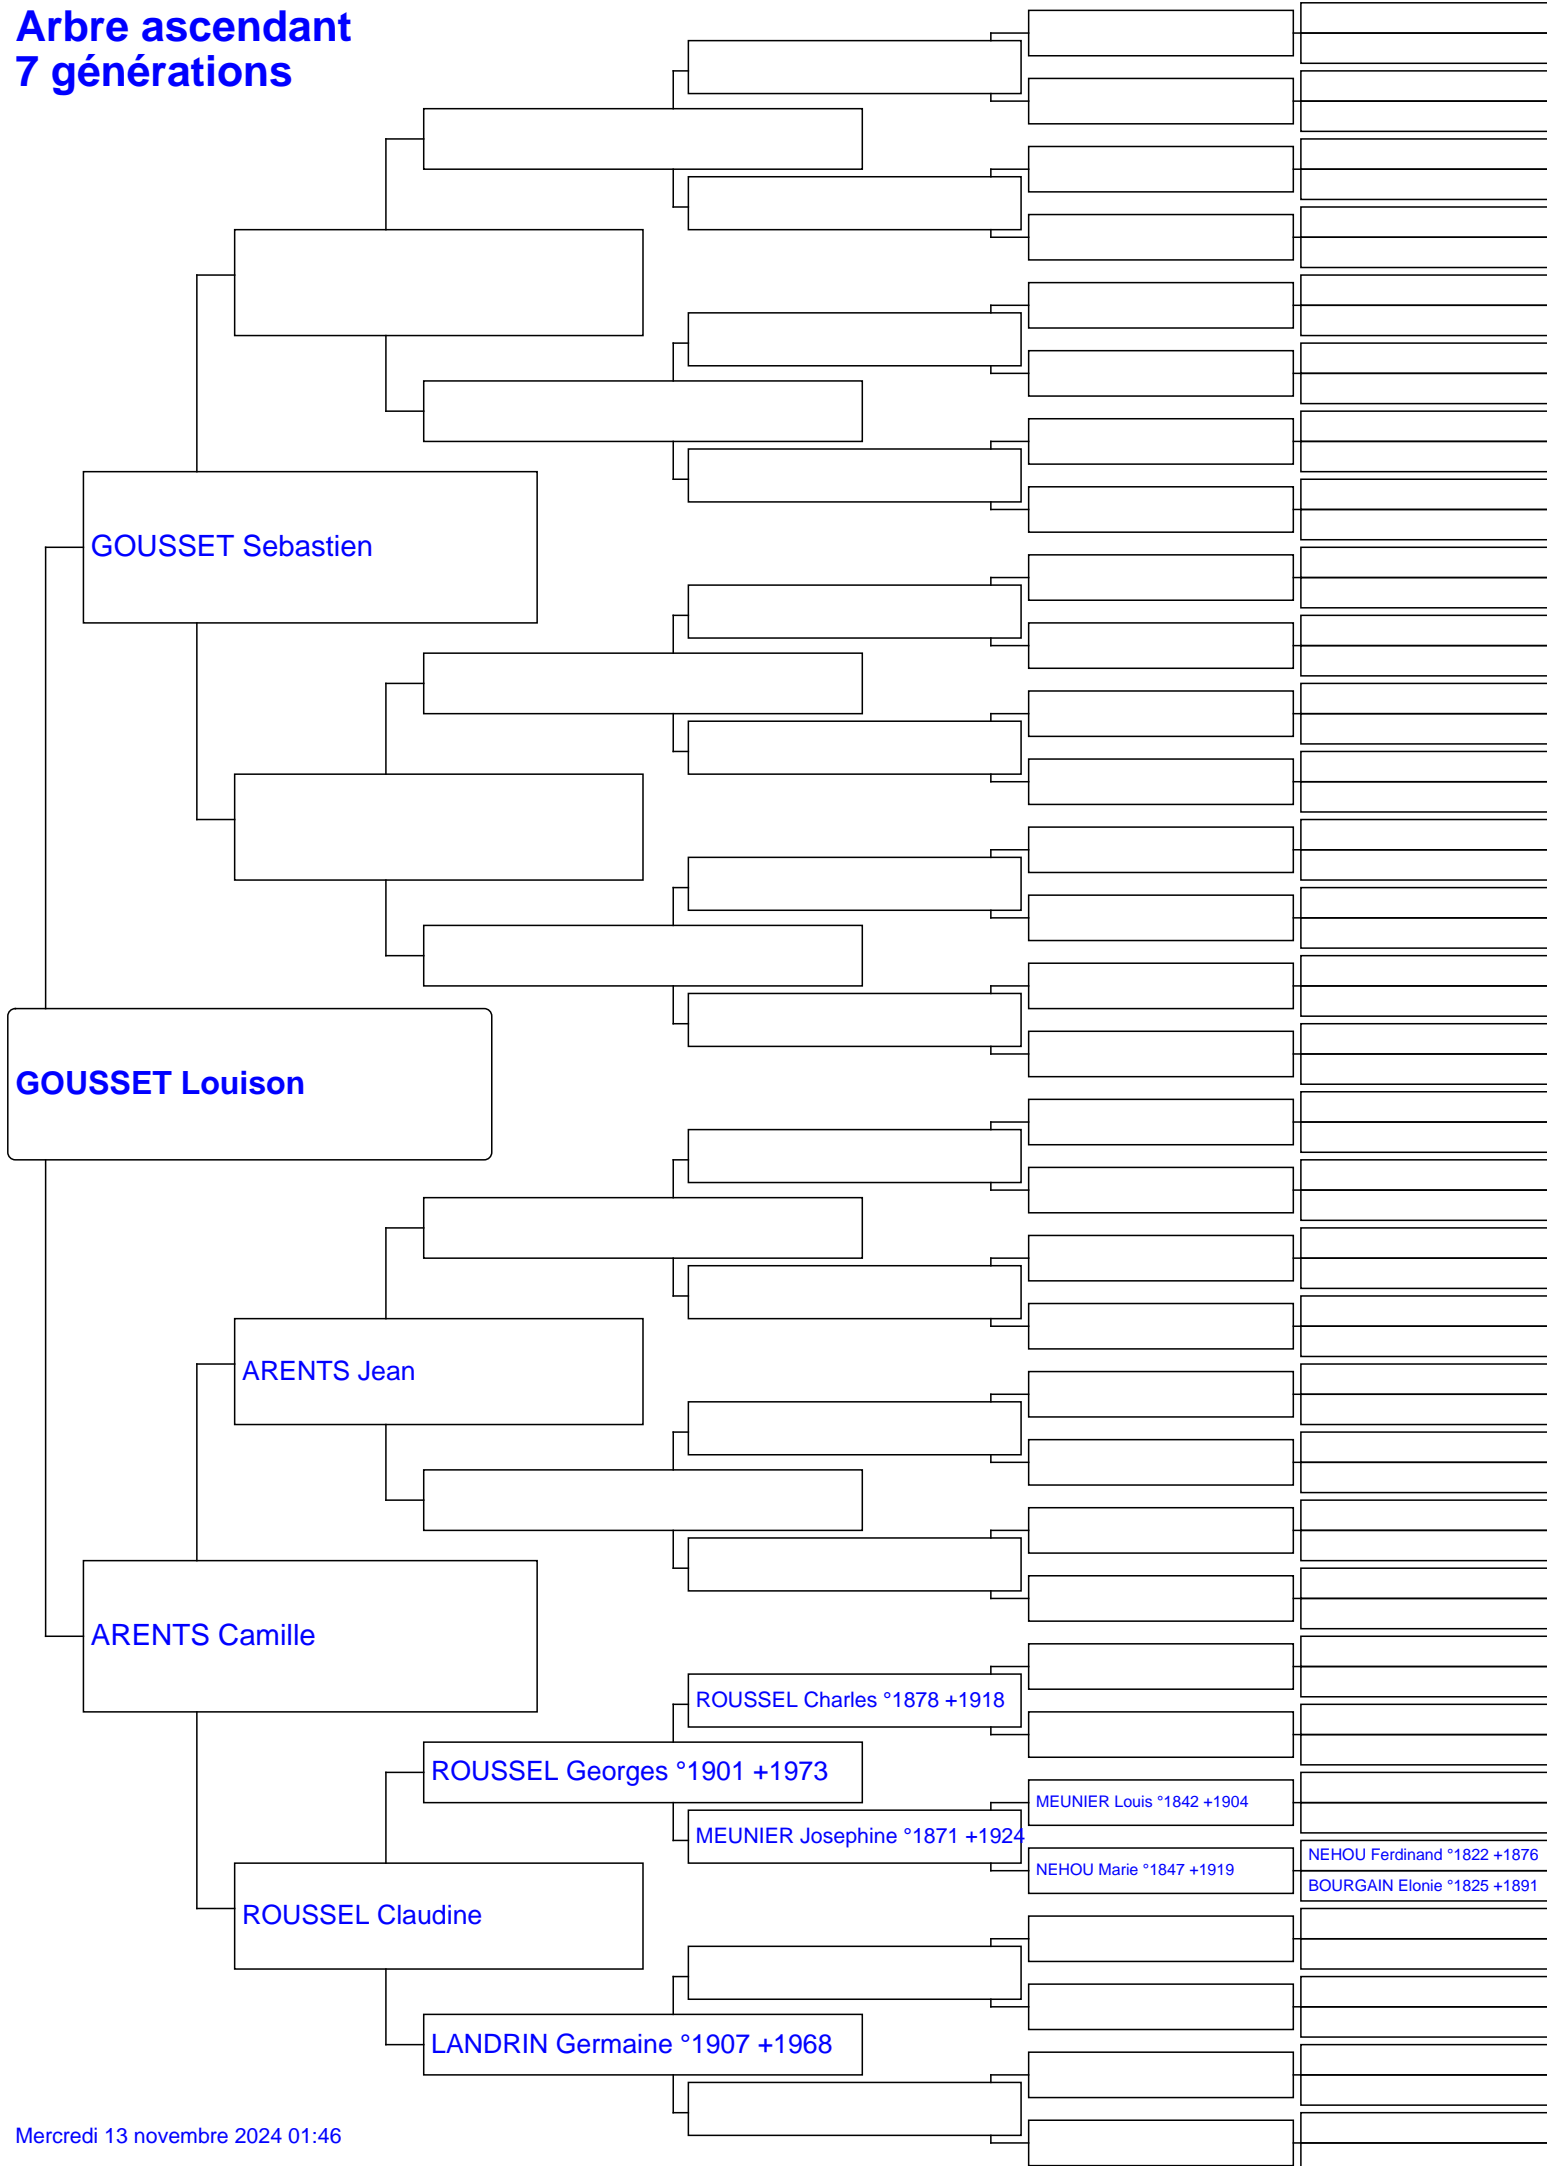 Arbre ascendant
7 générations
GOUSSET Sebastien
GOUSSET Louison
ARENTS Jean
ARENTS Camille
ROUSSEL Charles °1878 +1918
ROUSSEL Georges °1901 +1973
MEUNIER Louis °1842 +1904
MEUNIER Josephine °1871 +1924
NEHOU Ferdinand °1822 +1876
NEHOU Marie °1847 +1919
BOURGAIN Elonie °1825 +1891
ROUSSEL Claudine
LANDRIN Germaine °1907 +1968
Mercredi 13 novembre 2024 01:46